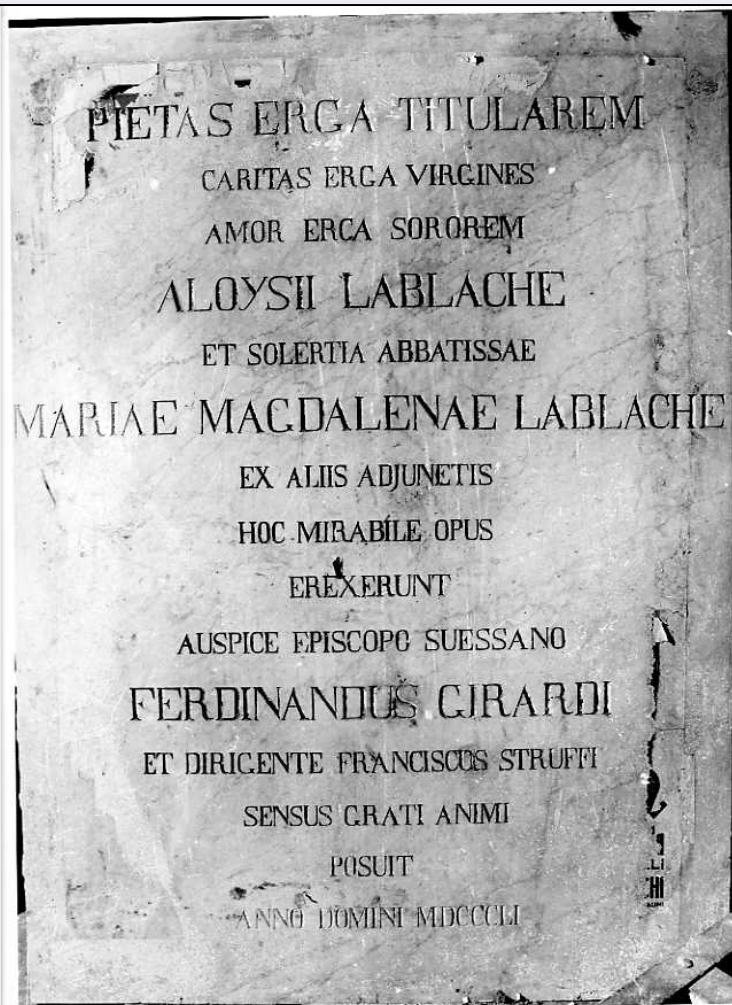 PIETAS ERGA TITULAREM
CARITAS ERGA VIRGINES
AMOR ERGA SOROREM
ALOYSII LABLACHE
ET SOLERTIA ABBATISSAE
MARIAE MAGDALENAE LABLACHE
EX ALIIS ADJUNETIS
HOC MIRABILE OPUS
EREXERUNT
AUSPICE EPISCOPO SUESSANO
FERDINANDUS GIRARDI
ET DIRIGENTE FRANCISCUS STRUFFI
SENSUS GRATI ANIMI
POSUIT
ANNO DOMINI MDCCCLI